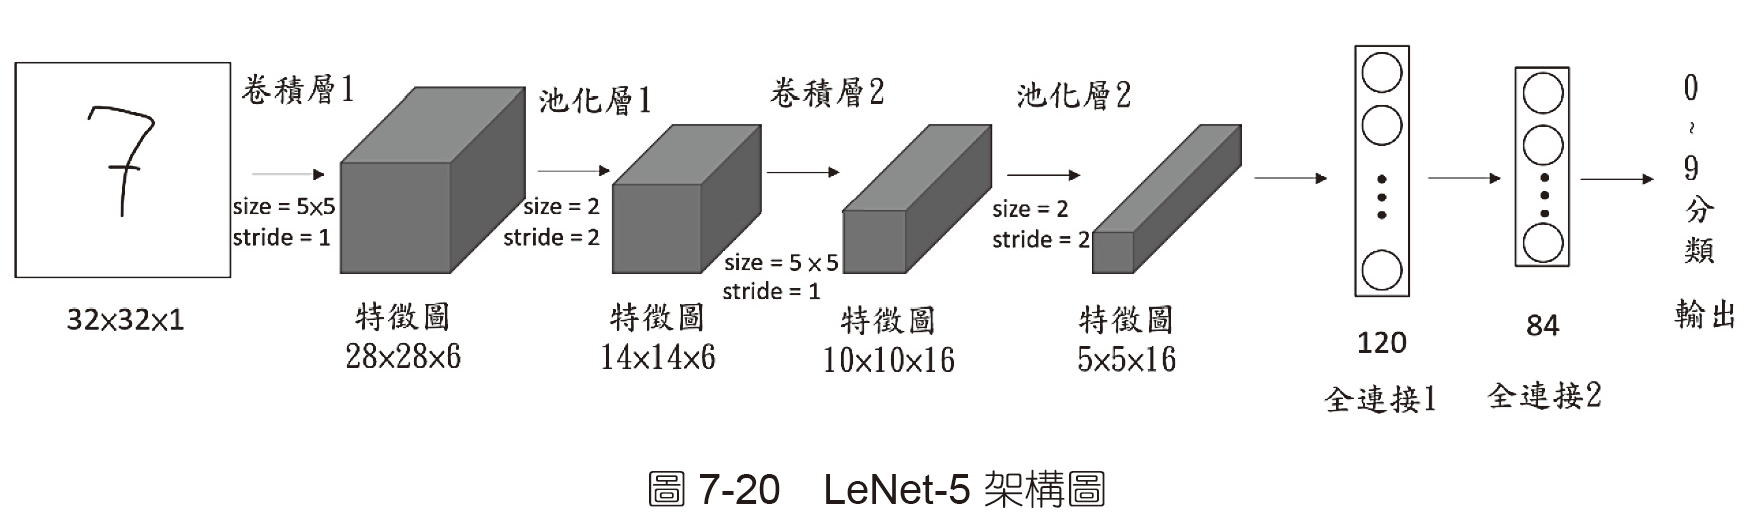 7
32x32x1
卷積層1
size = 5x5
stride = 1
特徵圖
28x28x6
池化層1
size = 2
stride = 2
特徵圖
14x14x6
卷積層2
size = 5 x 5
stride = 1
特徵圖
10x10x16
池化層2
size = 2
stride = 2
特徵圖
5x5x16
120
全連接1
84
全連接2
0
~
9
分
類
輸出
圖 7-20 LeNet-5 架構圖